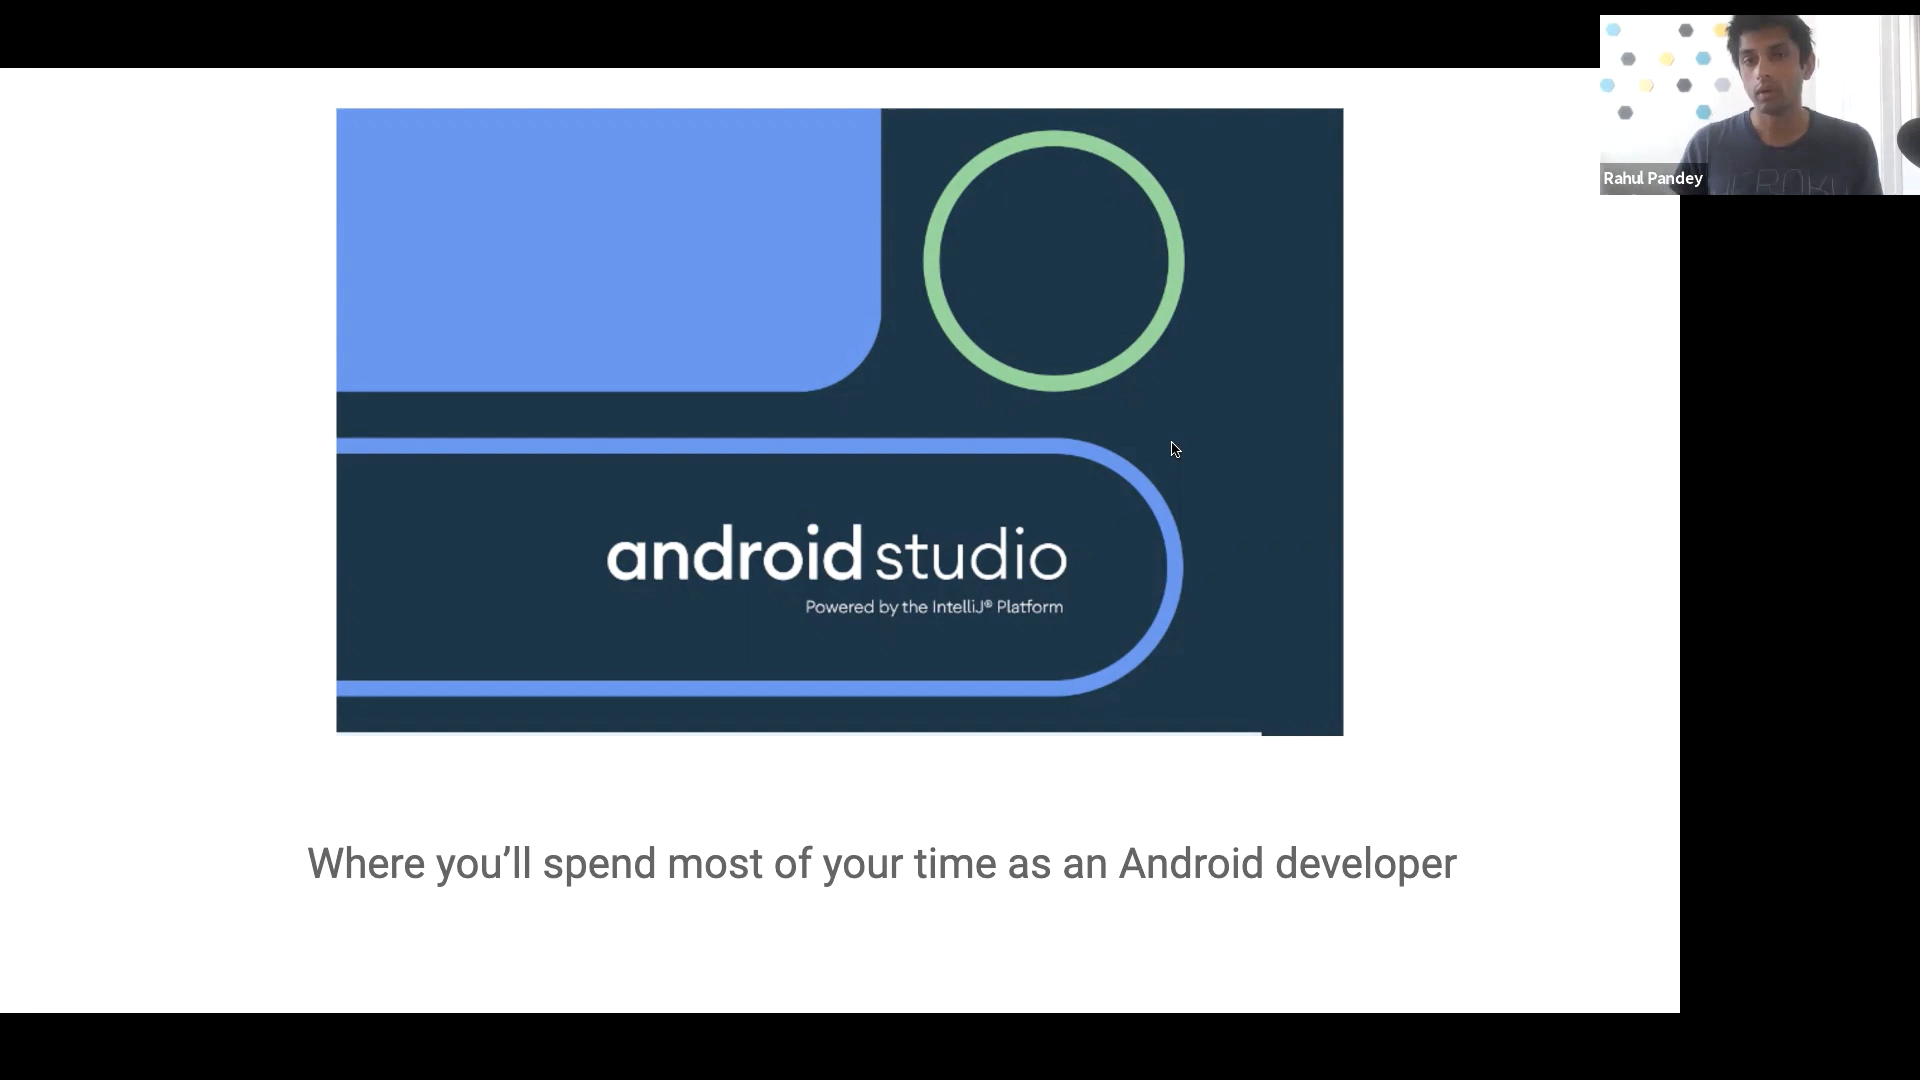 Rahul Pandey
android studio
Powered by the IntelliJ® Platform
Where you’ll spend most of your time as an Android developer